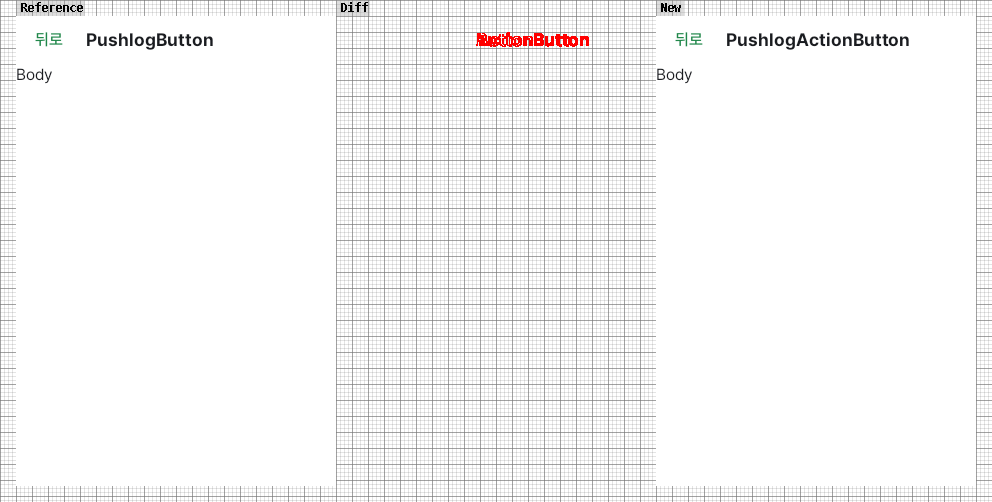 Reference
Diff
New
뒤로 PushlogButton
뒤로 PushlogActionButton
Body
Body